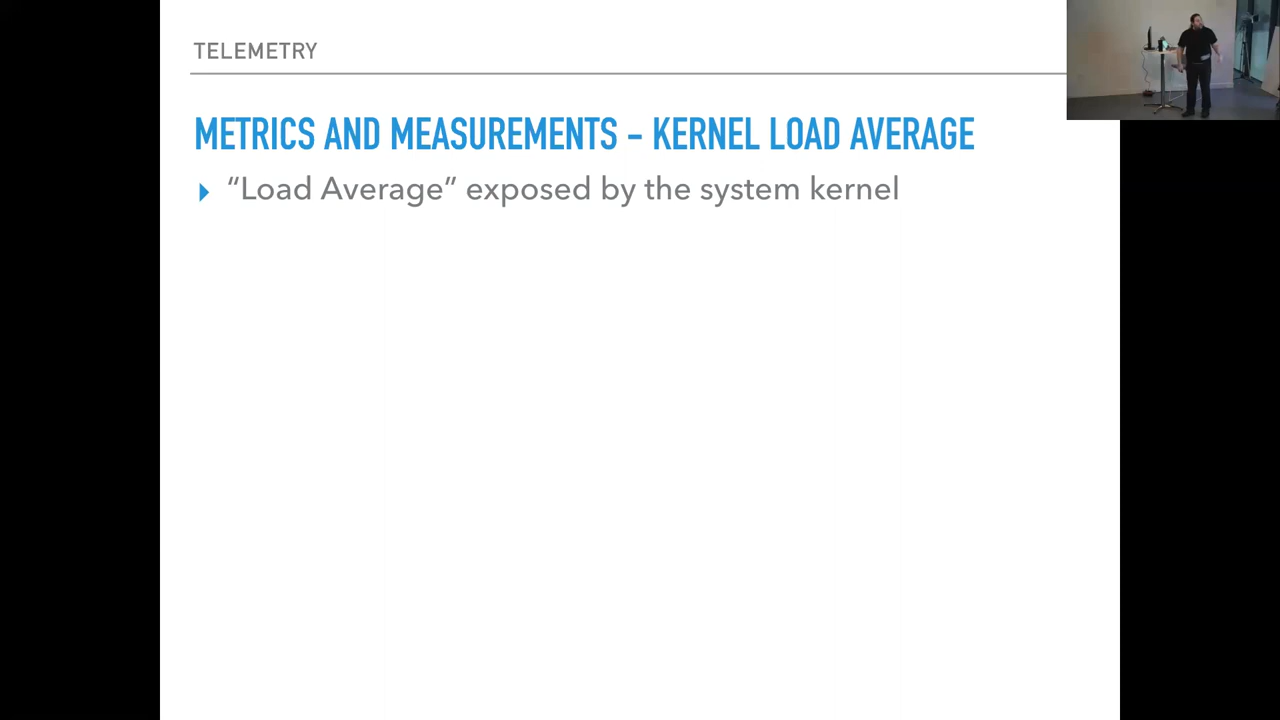 TELEMETRY
METRICS AND MEASUREMENTS - KERNEL LOAD AVERAGE
“Load Average” exposed by the system kernel